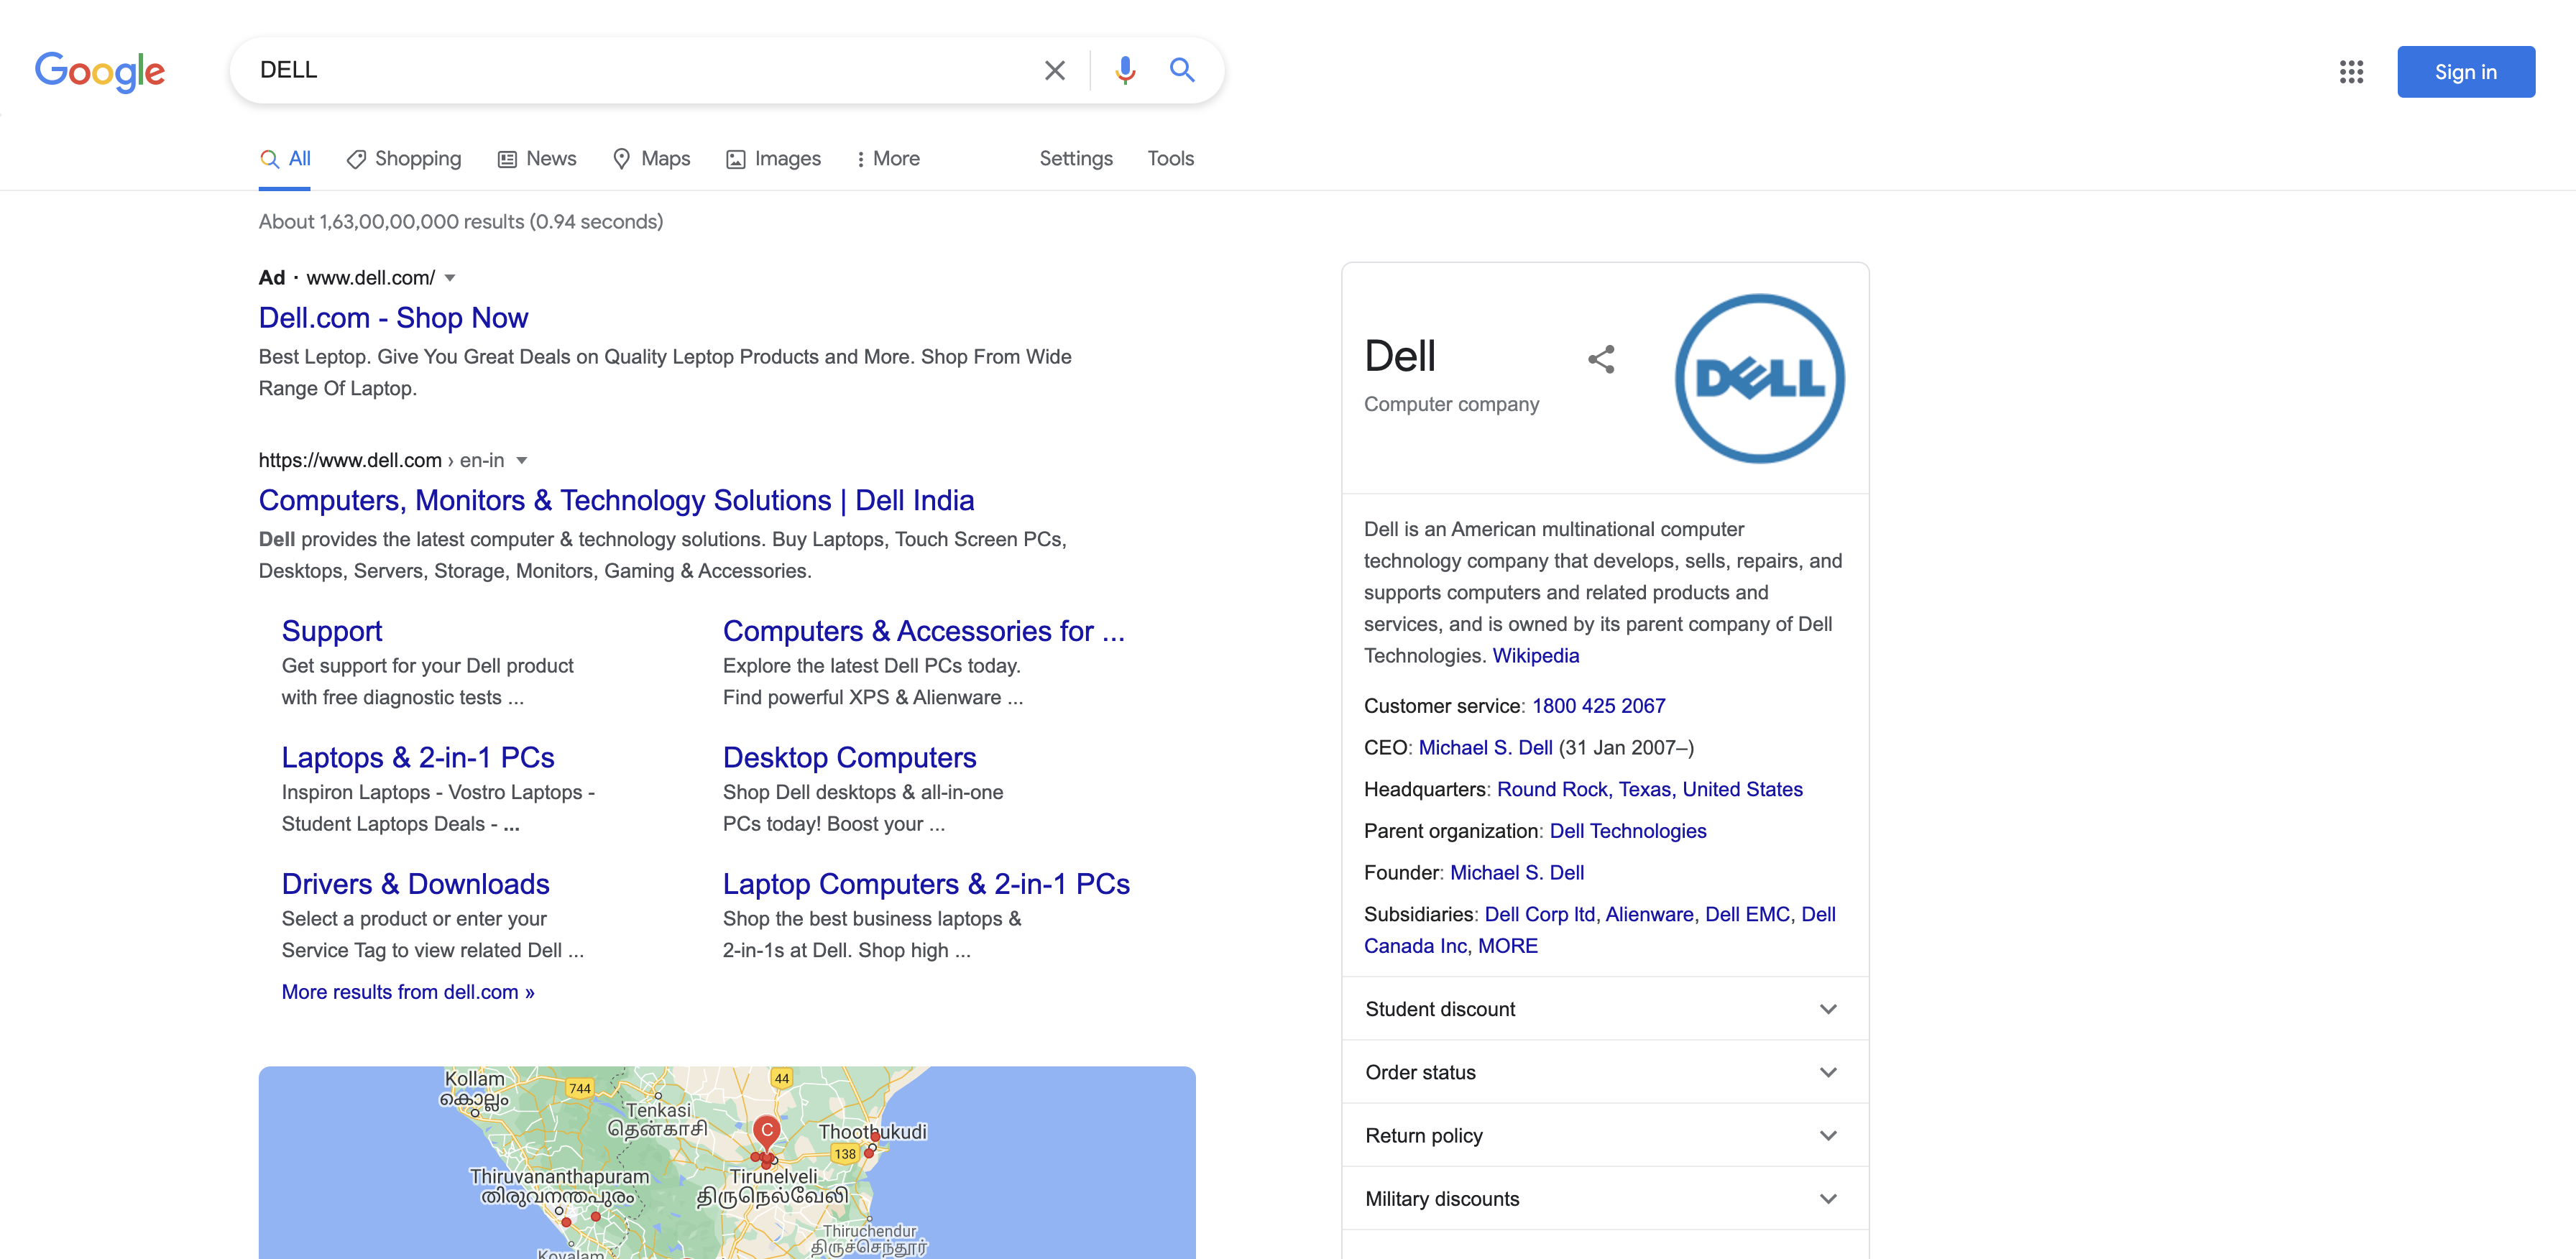 Google
DELL
Sign in
All
Shopping
News
Maps
Images
More
Settings
Tools
About 1,63,00,00,000 results (0.94 seconds)
Ad · www.dell.com/
Dell.com - Shop Now
Best Leptop. Give You Great Deals on Quality Leptop Products and More. Shop From Wide
Range Of Laptop.
https://www.dell.com › en-in
Computers, Monitors & Technology Solutions | Dell India
Dell provides the latest computer & technology solutions. Buy Laptops, Touch Screen PCs,
Desktops, Servers, Storage, Monitors, Gaming & Accessories.
Support
Get support for your Dell product
with free diagnostic tests ...
Computers & Accessories for ...
Explore the latest Dell PCs today.
Find powerful XPS & Alienware ...
Laptops & 2-in-1 PCs
Inspiron Laptops - Vostro Laptops -
Student Laptops Deals - ...
Desktop Computers
Shop Dell desktops & all-in-one
PCs today! Boost your ...
Drivers & Downloads
Select a product or enter your
Service Tag to view related Dell ...
Laptop Computers & 2-in-1 PCs
Shop the best business laptops &
2-in-1s at Dell. Shop high ...
More results from dell.com »
Kollam
കൊല്ലം
744
44
Tenkasi
தென்காசி
C
Thoothukudi
138
Thiruvananthapuram
തിരുവനന്തപുരം
Tirunelveli
திருநெல்வேலி
Thiruchendur
திருச்செந்தூர்
Kovalam
Dell
Computer company
DELL
Dell is an American multinational computer
technology company that develops, sells, repairs, and
supports computers and related products and
services, and is owned by its parent company of Dell
Technologies. Wikipedia
Customer service: 1800 425 2067
CEO: Michael S. Dell (31 Jan 2007–)
Headquarters: Round Rock, Texas, United States
Parent organization: Dell Technologies
Founder: Michael S. Dell
Subsidiaries: Dell Corp ltd, Alienware, Dell EMC, Dell
Canada Inc, MORE
Student discount
Order status
Return policy
Military discounts